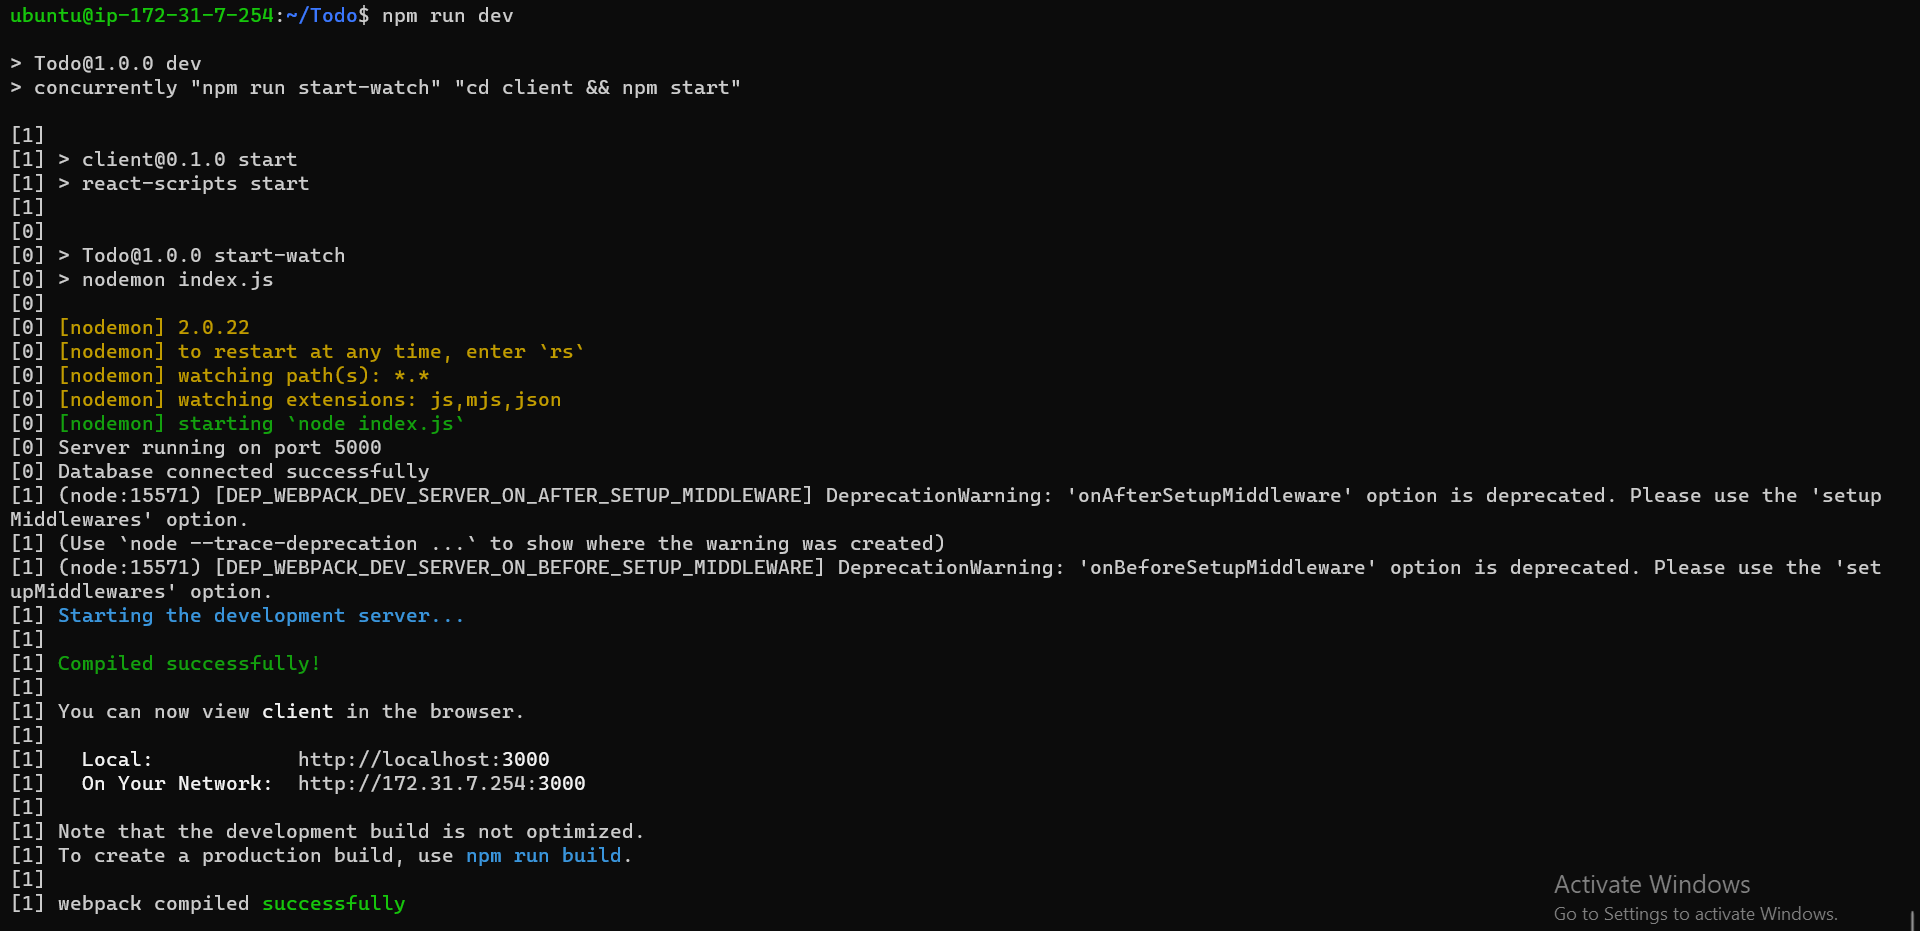 ubuntu@ip-172-31-7-254:~/Todo$ npm run dev

> Todo@1.0.0 dev
> concurrently "npm run start-watch" "cd client && npm start"

[1]
[1] > client@0.1.0 start
[1] > react-scripts start
[1]
[0]
[0] > Todo@1.0.0 start-watch
[0] > nodemon index.js
[0]
[0] [nodemon] 2.0.22
[0] [nodemon] to restart at any time, enter `rs`
[0] [nodemon] watching path(s): *.*
[0] [nodemon] watching extensions: js,mjs,json
[0] [nodemon] starting `node index.js`
[0] Server running on port 5000
[0] Database connected successfully
[1] (node:15571) [DEP_WEBPACK_DEV_SERVER_ON_AFTER_SETUP_MIDDLEWARE] DeprecationWarning: 'onAfterSetupMiddleware' option is deprecated. Please use the 'setup
Middlewares' option.
[1] (Use `node --trace-deprecation ...` to show where the warning was created)
[1] (node:15571) [DEP_WEBPACK_DEV_SERVER_ON_BEFORE_SETUP_MIDDLEWARE] DeprecationWarning: 'onBeforeSetupMiddleware' option is deprecated. Please use the 'set
upMiddlewares' option.
[1] Starting the development server...
[1]
[1] Compiled successfully!
[1]
[1] You can now view client in the browser.
[1]
[1]   Local:            http://localhost:3000
[1]   On Your Network:  http://172.31.7.254:3000
[1]
[1] Note that the development build is not optimized.
[1] To create a production build, use npm run build.
[1]
[1] webpack compiled successfully
Activate Windows
Go to Settings to activate Windows.